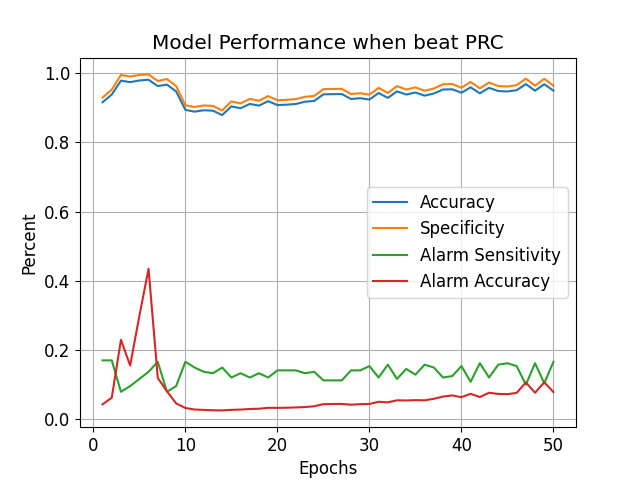 Model Performance when beat PRC
1.0
0.8
0.6
0.4
0.2
0.0
Percent
Accuracy
Specificity
Alarm Sensitivity
Alarm Accuracy
0 10 20 30 40 50
Epochs